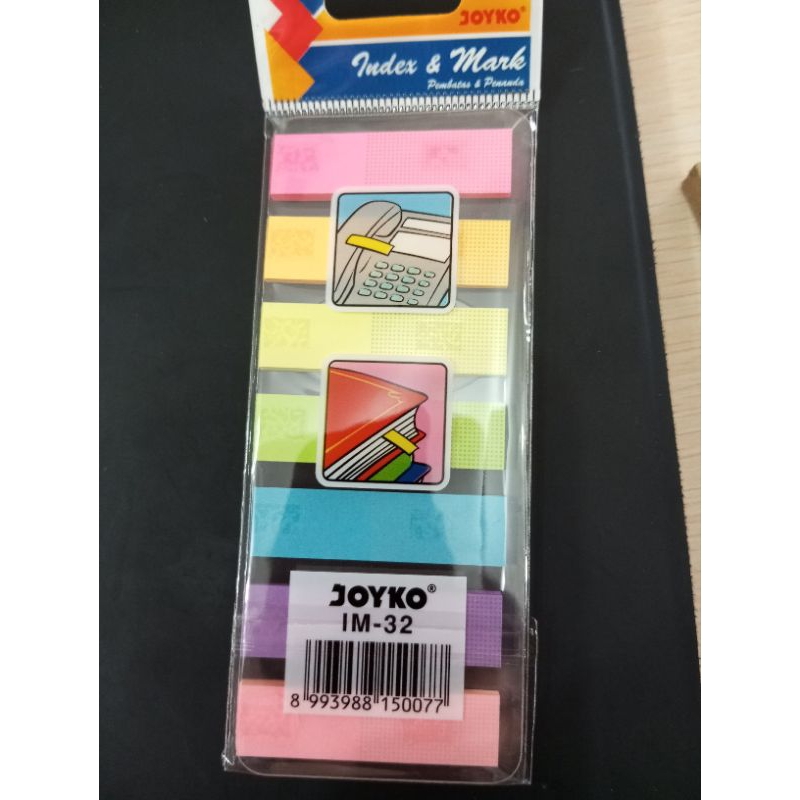 JOYKO®
Index & Mark
Pembatas & Penanda
JOYKO®
IM-32
8 993988 150077